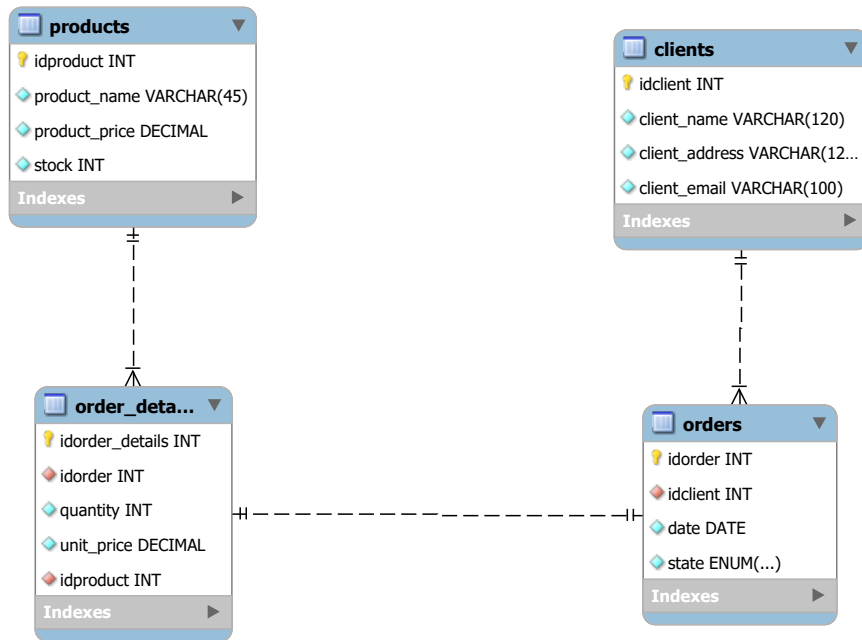 products
idproduct INT
product_name VARCHAR(45)
product_price DECIMAL
stock INT
Indexes
clients
idclient INT
client_name VARCHAR(120)
client_address VARCHAR(12...
client_email VARCHAR(100)
Indexes
order_deta...
idorder_details INT
idorder INT
quantity INT
unit_price DECIMAL
idproduct INT
Indexes
orders
idorder INT
idclient INT
date DATE
state ENUM(...)
Indexes